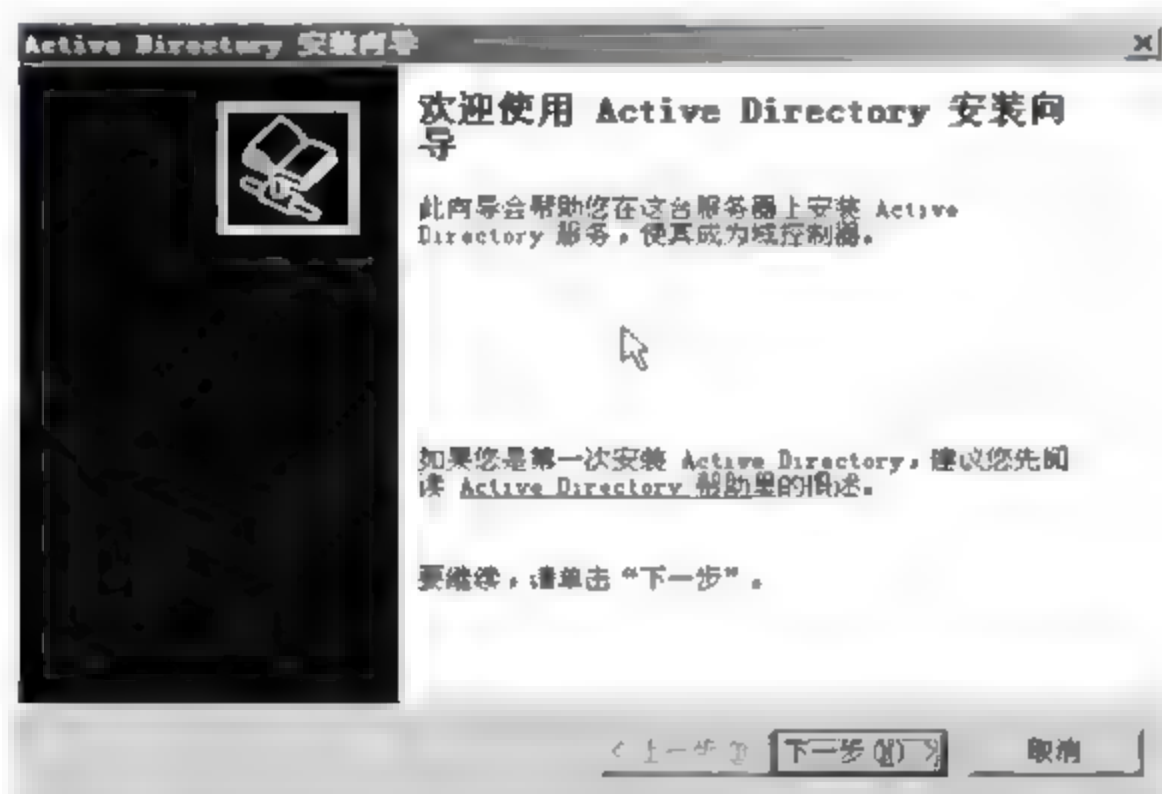 Active Directory 安装向导
欢迎使用 Active Directory 安装向
导
此向导会帮助您在这台服务器上安装 Active
Directory 服务，使其成为域控制器。
如果您是第一次安装 Active Directory，建议您先阅
读 Active Directory 帮助里的概述。
要继续，请单击“下一步”。
< 上一步(B) 下一步(N) > 取消